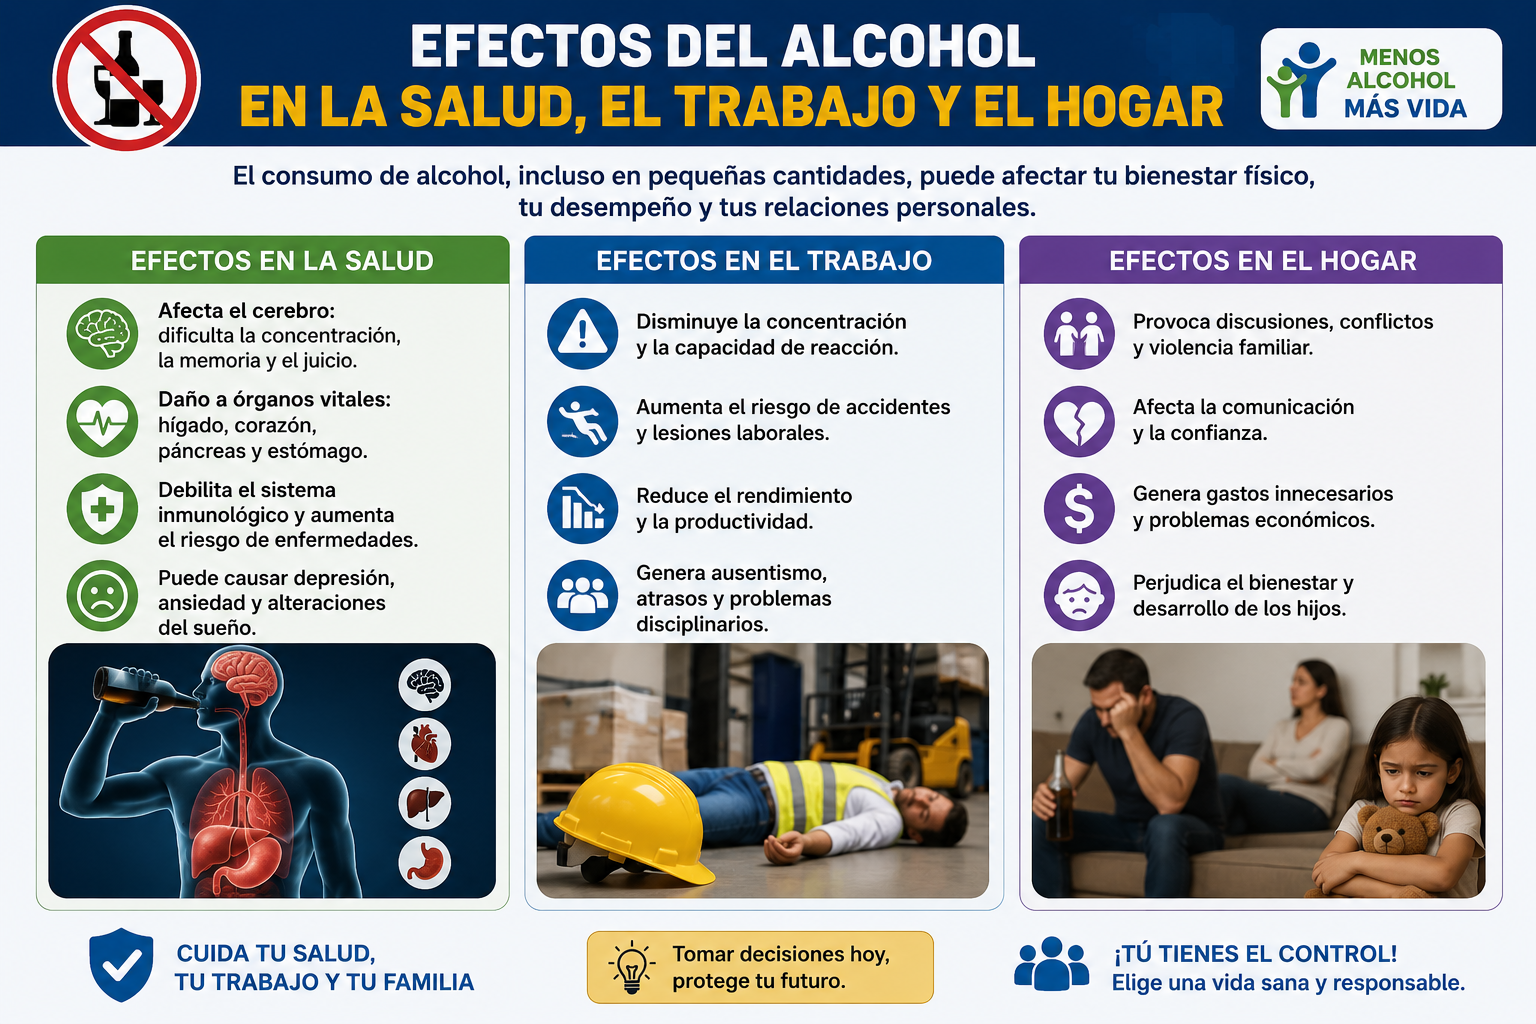 EFECTOS DEL ALCOHOL
EN LA SALUD, EL TRABAJO Y EL HOGAR
MENOS
ALCOHOL
MÁS VIDA
El consumo de alcohol, incluso en pequeñas cantidades, puede afectar tu bienestar físico,
tu desempeño y tus relaciones personales.
EFECTOS EN LA SALUD
Afecta el cerebro:
dificulta la concentración,
la memoria y el juicio.
Daño a órganos vitales:
hígado, corazón,
páncreas y estómago.
Debilita el sistema
inmunológico y aumenta
el riesgo de enfermedades.
Puede causar depresión,
ansiedad y alteraciones
del sueño.
EFECTOS EN EL TRABAJO
Disminuye la concentración
y la capacidad de reacción.
Aumenta el riesgo de accidentes
y lesiones laborales.
Reduce el rendimiento
y la productividad.
Genera ausentismo,
atrasos y problemas
disciplinarios.
EFECTOS EN EL HOGAR
Provoca discusiones, conflictos
y violencia familiar.
Afecta la comunicación
y la confianza.
$
Genera gastos innecesarios
y problemas económicos.
Perjudica el bienestar y
desarrollo de los hijos.
CUIDA TU SALUD,
TU TRABAJO Y TU FAMILIA
Tomar decisiones hoy,
protege tu futuro.
¡TÚ TIENES EL CONTROL!
Elige una vida sana y responsable.